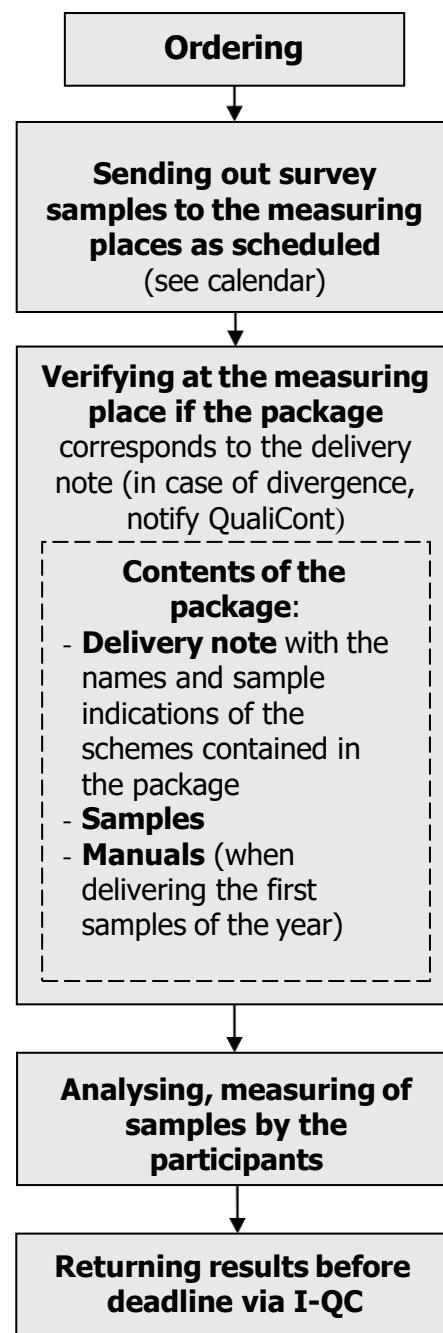 Ordering
Sending out survey
samples to the measuring
places as scheduled
(see calendar)
Verifying at the measuring
place if the package
corresponds to the delivery
note (in case of divergence,
notify QualiCont)
Contents of the
package:
- Delivery note with the
names and sample
indications of the
schemes contained in
the package
- Samples
- Manuals (when
delivering the first
samples of the year)
Analysing, measuring of
samples by the
participants
Returning results before
deadline via I-QC